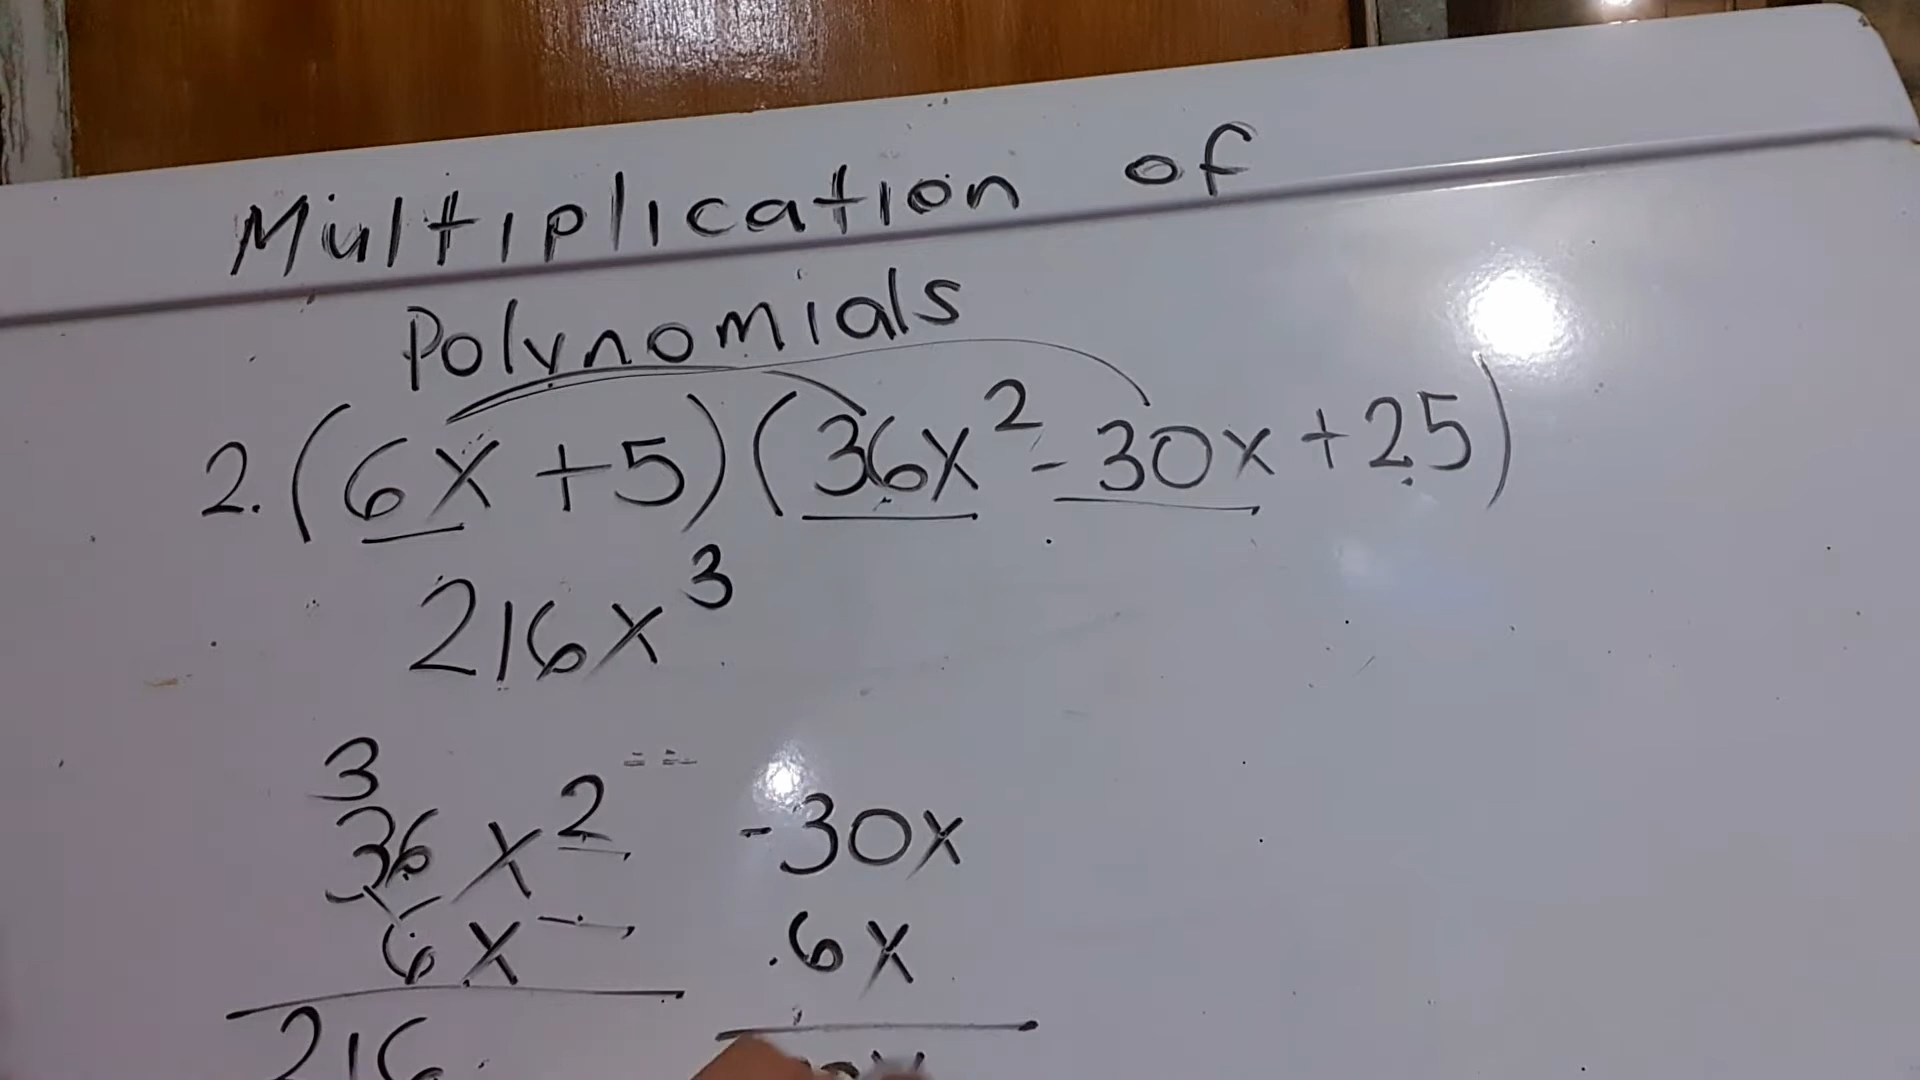 Multiplication of
Polynomials
2. (6x + 5) (36x² - 30x + 25)
216x³
3
36x² -30x
6x 6x
216